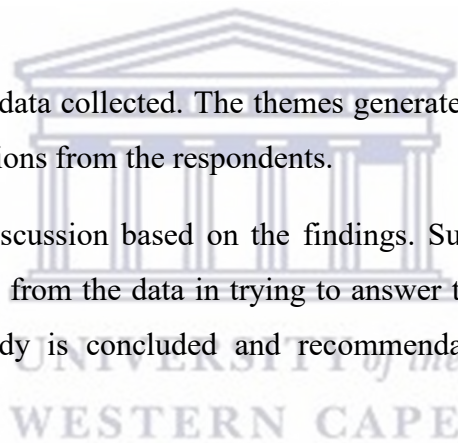 data collected. The themes generate
ions from the respondents.
scussion based on the findings. Su
from the data in trying to answer t
dy is concluded and recommenda
UNIVERSITY of the
WESTERN CAPE